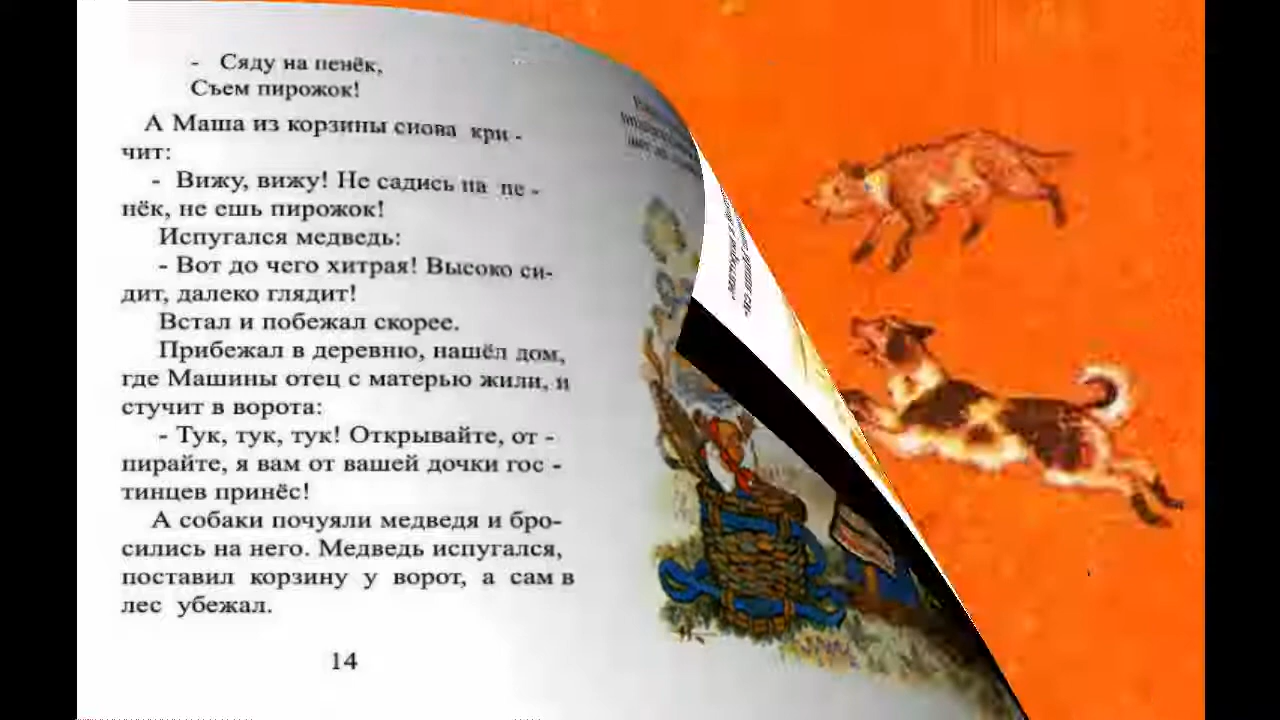 - Сяду на пенёк,
Съем пирожок!
А Маша из корзины снова кри -
чит:
- Вижу, вижу! Не садись на пе -
нёк, не ешь пирожок!
Испугался медведь:
- Вот до чего хитрая! Высоко си-
дит, далеко глядит!
Встал и побежал скорее.
Прибежал в деревню, нашёл дом,
где Машины отец с матерью жили, и
стучит в ворота:
- Тук, тук, тук! Открывайте, от -
пирайте, я вам от вашей дочки гос -
тинцев принёс!
А собаки почуяли медведя и бро-
сились на него. Медведь испугался,
поставил корзину у ворот, а сам в
лес убежал.
14